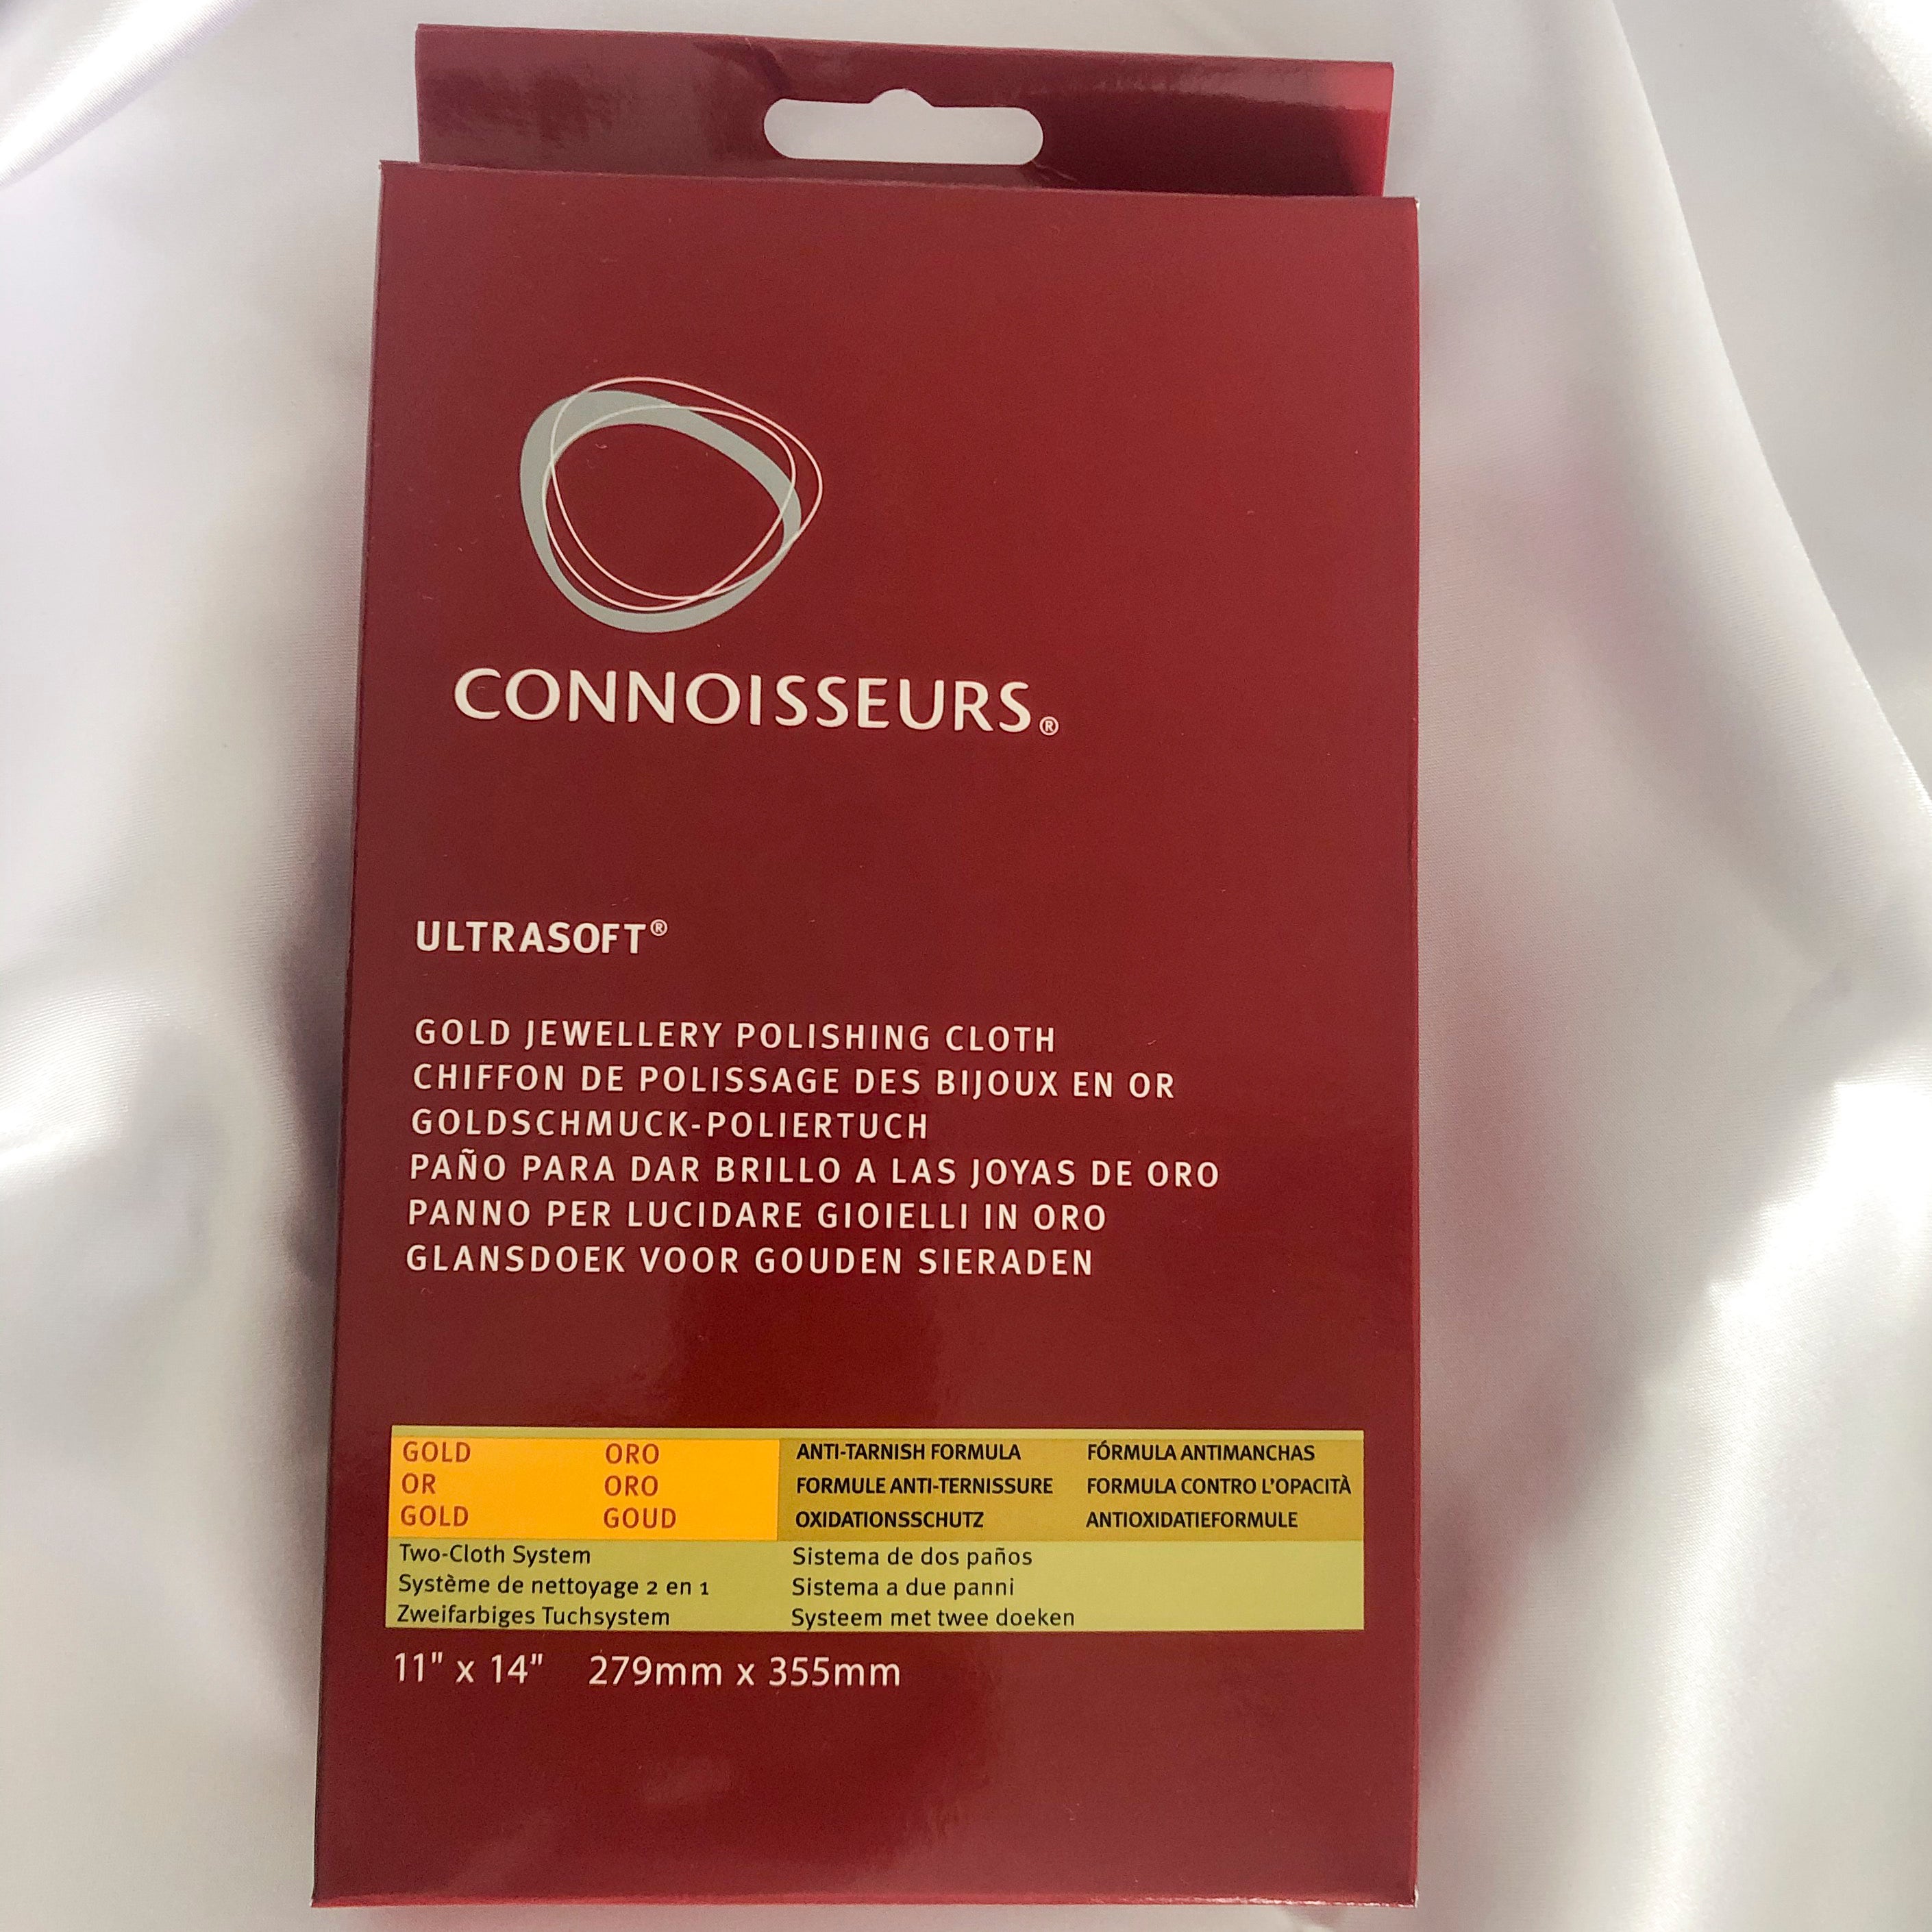 CONNOISSEURS®
ULTRASOFT®
GOLD JEWELLERY POLISHING CLOTH
CHIFFON DE POLISSAGE DES BIJOUX EN OR
GOLDSCHMUCK-POLIERTUCH
PAÑO PARA DAR BRILLO A LAS JOYAS DE ORO
PANNO PER LUCIDARE GIOIELLI IN ORO
GLANSDOEK VOOR GOUDEN SIERADEN
GOLD ORO ANTI-TARNISH FORMULA FÓRMULA ANTIMANCHAS
OR ORO FORMULE ANTI-TERNISSURE FORMULA CONTRO L'OPACITÀ
GOLD GOUD OXIDATIONSSCHUTZ ANTIOXIDATIEFORMULE
Two-Cloth System Sistema de dos paños
Système de nettoyage 2 en 1 Sistema a due panni
Zweifarbiges Tuchsystem Systeem met twee doeken
11" x 14" 279mm x 355mm